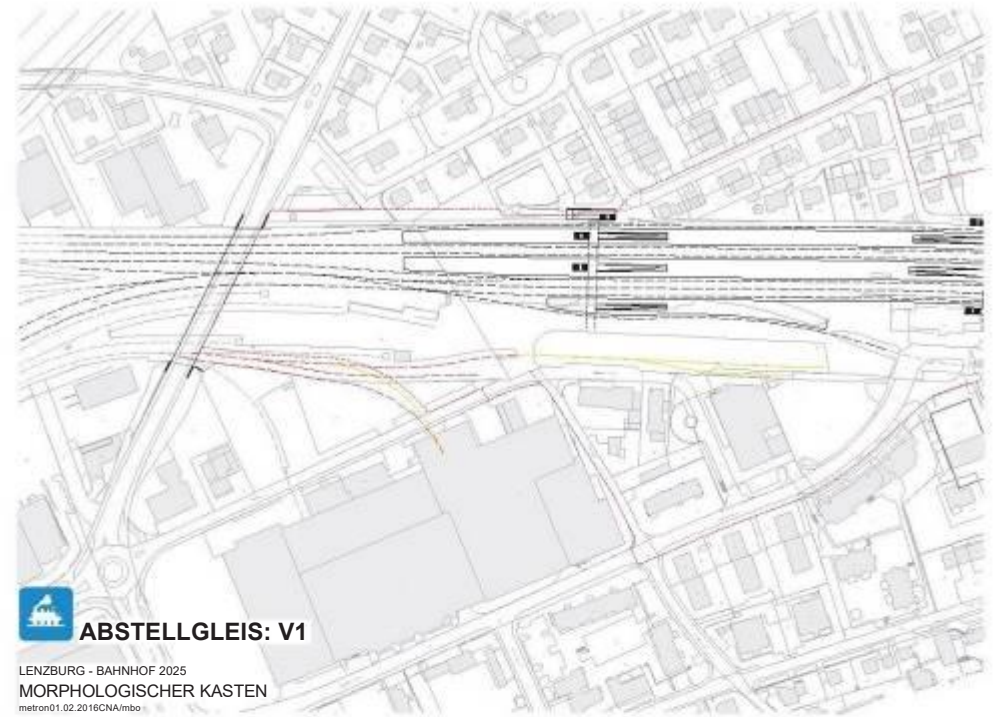 ABSTELLGLEIS: V1
LENZBURG - BAHNHOF 2025
MORPHOLOGISCHER KASTEN
metron01.02.2016CNA/mbo